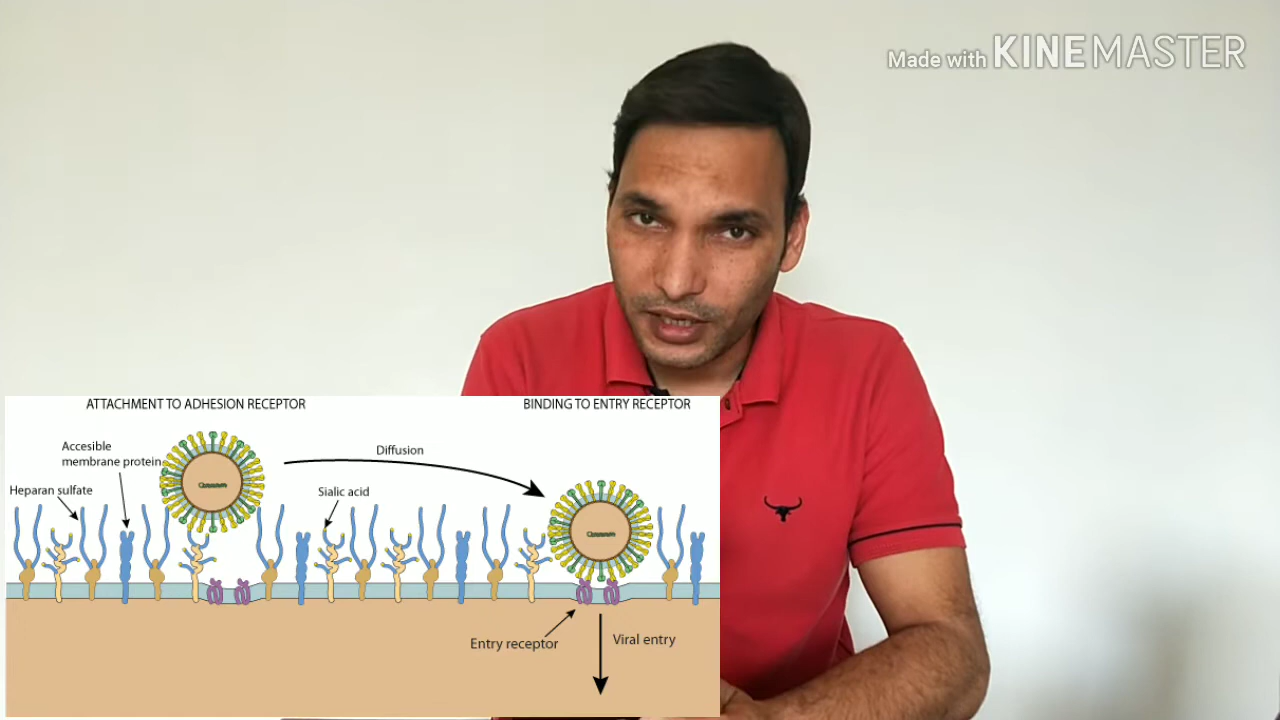 Made with KINEMASTER
ATTACHMENT TO ADHESION RECEPTOR
BINDING TO ENTRY RECEPTOR
Accesible
membrane protein
Diffusion
Heparan sulfate
Sialic acid
Entry receptor
Viral entry